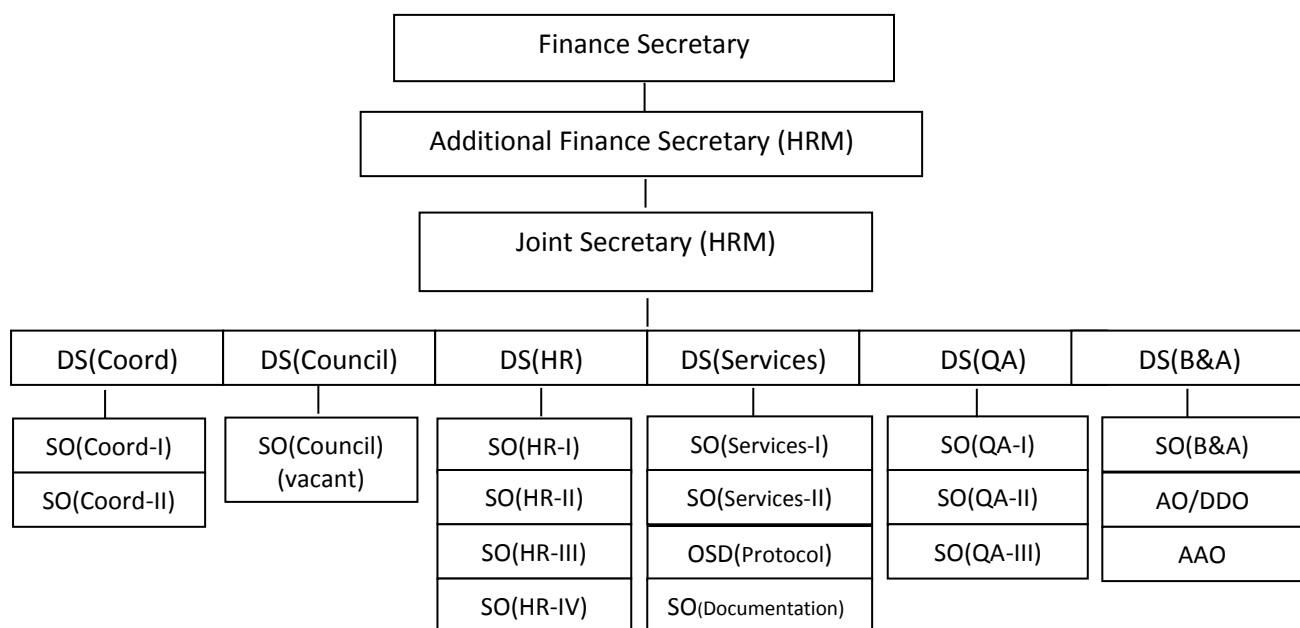 Finance Secretary
Additional Finance Secretary (HRM)
Joint Secretary (HRM)
DS(Coord)
DS(Council)
DS(HR)
DS(Services)
DS(QA)
DS(B&A)
SO(Coord-I)
SO(Coord-II)
SO(Council)
(vacant)
SO(HR-I)
SO(HR-II)
SO(HR-III)
SO(HR-IV)
SO(Services-I)
SO(Services-II)
OSD(Protocol)
SO(Documentation)
SO(QA-I)
SO(QA-II)
SO(QA-III)
SO(B&A)
AO/DDO
AAO